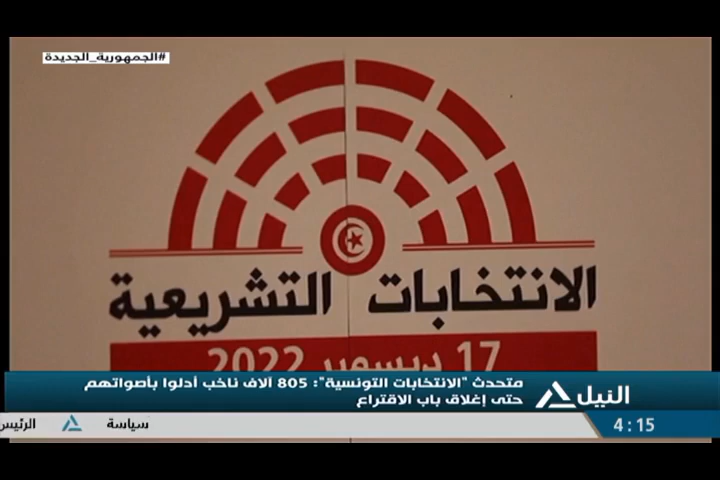 #الجمهورية_الجديدة
الانتخابات التشريعية
17 ديسمبر 2022
متحدث "الانتخابات التونسية": 805 آلاف ناخب أدلوا بأصواتهم
حتى إغلاق باب الاقتراع
النيل
سياسة
الرئيس
4:15